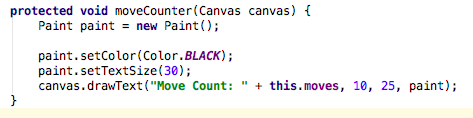 protected void moveCounter(Canvas canvas) {
    Paint paint = new Paint();

    paint.setColor(Color.BLACK);
    paint.setTextSize(30);
    canvas.drawText("Move Count: " + this.moves, 10, 25, paint);
}